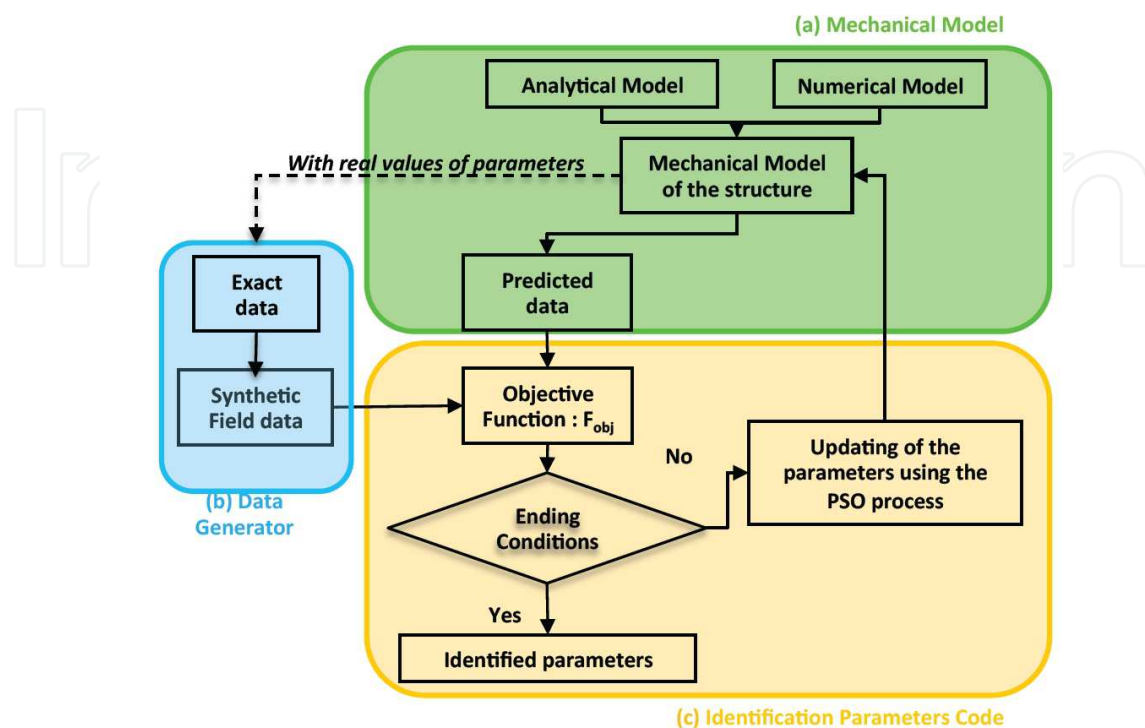 (a) Mechanical Model
Analytical Model
Numerical Model
With real values of parameters
Mechanical Model
of the structure
Exact
data
Predicted
data
Synthetic
Field data
Objective
Function : Fobj
No
Updating of the
parameters using the
PSO process
(b) Data
Generator
Ending
Conditions
Yes
Identified parameters
(c) Identification Parameters Code